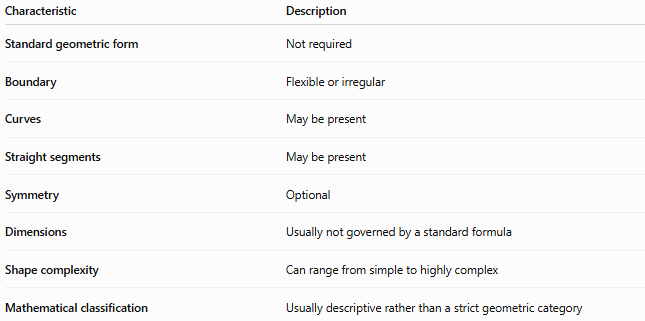 Characteristic Description
Standard geometric form Not required
Boundary Flexible or irregular
Curves May be present
Straight segments May be present
Symmetry Optional
Dimensions Usually not governed by a standard formula
Shape complexity Can range from simple to highly complex
Mathematical classification Usually descriptive rather than a strict geometric category